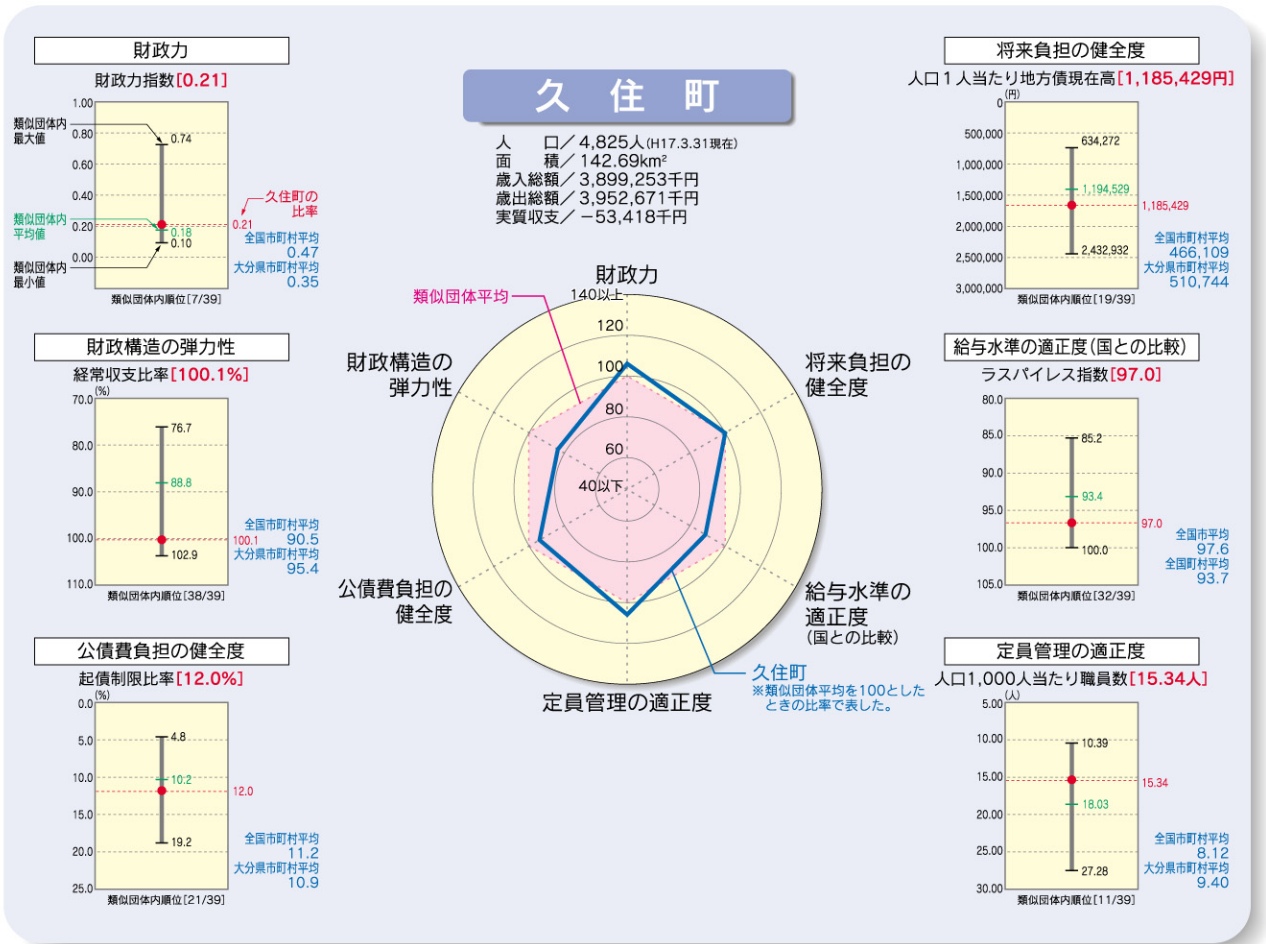 久住町
人　　口／4,825人(H17.3.31現在)
面　　積／142.69km²
歳入総額／3,899,253千円
歳出総額／3,952,671千円
実質収支／−53,418千円
財政力
財政力指数[0.21]
1.00
0.80
0.60
0.40
0.20
0.00
類似団体内
最大値
0.74
久住町の
比率
0.21
類似団体内
平均値
0.18
0.10
類似団体内
最小値
全国市町村平均
0.47
大分県市町村平均
0.35
類似団体内順位[7/39]
財政構造の弾力性
経常収支比率[100.1%]
(%)
70.0
80.0
90.0
100.0
110.0
76.7
88.8
100.1
102.9
全国市町村平均
90.5
大分県市町村平均
95.4
類似団体内順位[38/39]
公債費負担の健全度
起債制限比率[12.0%]
(%)
0.0
5.0
10.0
15.0
20.0
25.0
4.8
10.2
12.0
19.2
全国市町村平均
11.2
大分県市町村平均
10.9
類似団体内順位[21/39]
類似団体平均
財政力
140以上
120
100
80
60
40以下
財政構造の
弾力性
将来負担の
健全度
公債費負担の
健全度
給与水準の
適正度
(国との比較)
定員管理の適正度
久住町
※類似団体平均を100とした
ときの比率で表した。
将来負担の健全度
人口1人当たり地方債現在高[1,185,429円]
(円)
0
500,000
1,000,000
1,500,000
2,000,000
2,500,000
3,000,000
634,272
1,194,529
1,185,429
2,432,932
全国市町村平均
466,109
大分県市町村平均
510,744
類似団体内順位[19/39]
給与水準の適正度(国との比較)
ラスパイレス指数[97.0]
80.0
85.0
90.0
95.0
100.0
105.0
85.2
93.4
97.0
100.0
全国市平均
97.6
全国町村平均
93.7
類似団体内順位[32/39]
定員管理の適正度
人口1,000人当たり職員数[15.34人]
(人)
5.00
10.00
15.00
20.00
25.00
30.00
10.39
15.34
18.03
27.28
全国市町村平均
8.12
大分県市町村平均
9.40
類似団体内順位[11/39]